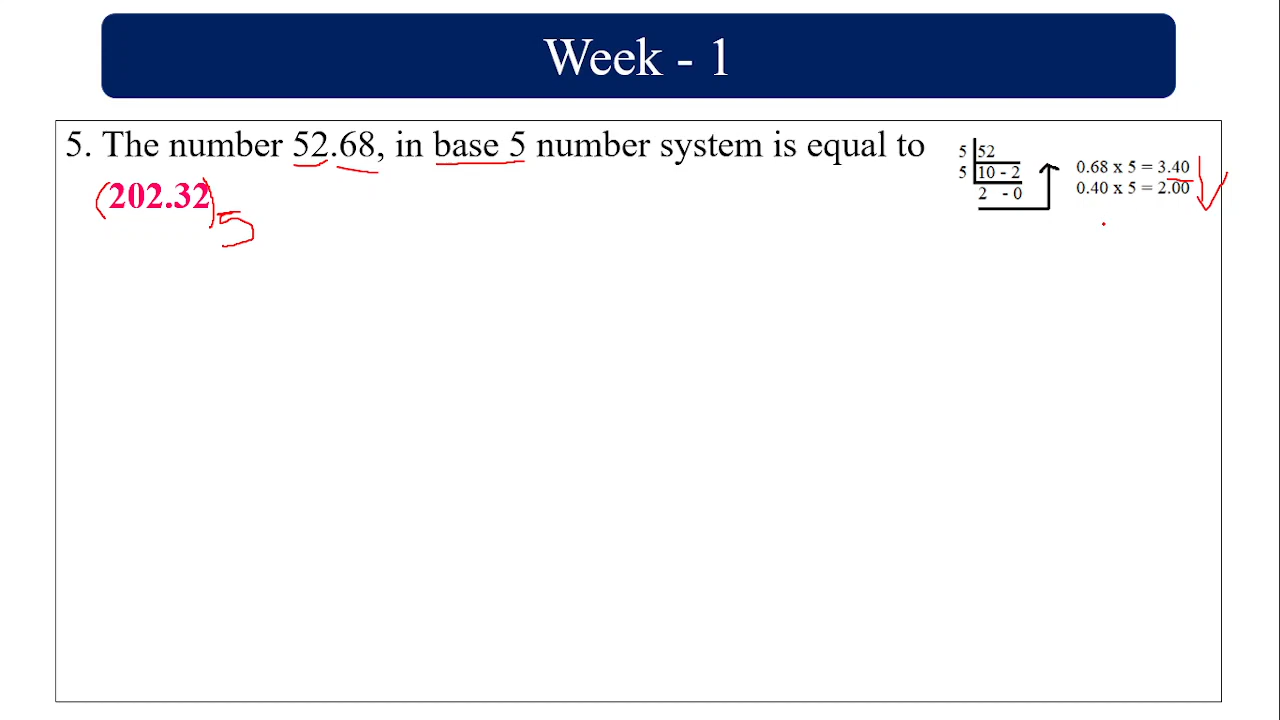 Week - 1
5. The number 52.68, in base 5 number system is equal to
(202.32)5
5 52
5 10 - 2
2 - 0
0.68 x 5 = 3.40
0.40 x 5 = 2.00